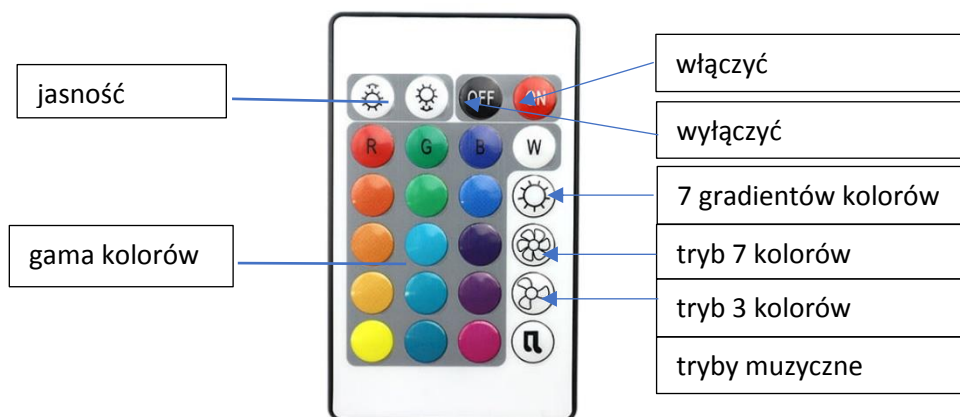 jasność
włączyć
OFF
ON
wyłączyć
R
G
B
W
7 gradientów kolorów
gama kolorów
tryb 7 kolorów
tryb 3 kolorów
tryby muzyczne